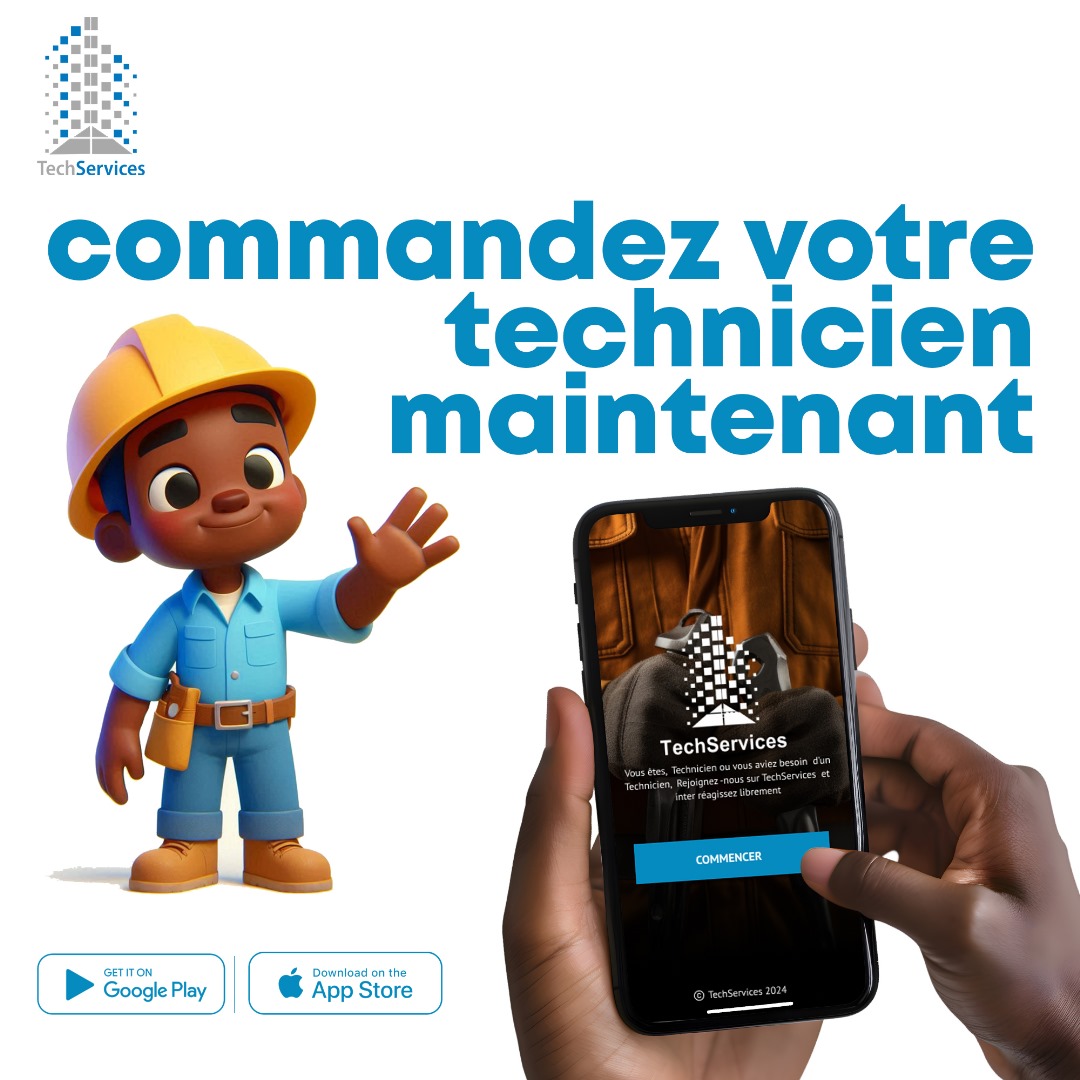 TechServices
commandez votre
technicien
maintenant
TechServices
Vous êtes, Technicien ou vous aviez besoin d'un
Technicien, Rejoignez-nous sur TechServices et
inter réagissez librement
COMMENCER
© TechServices 2024
GET IT ON
Google Play
Download on the
App Store